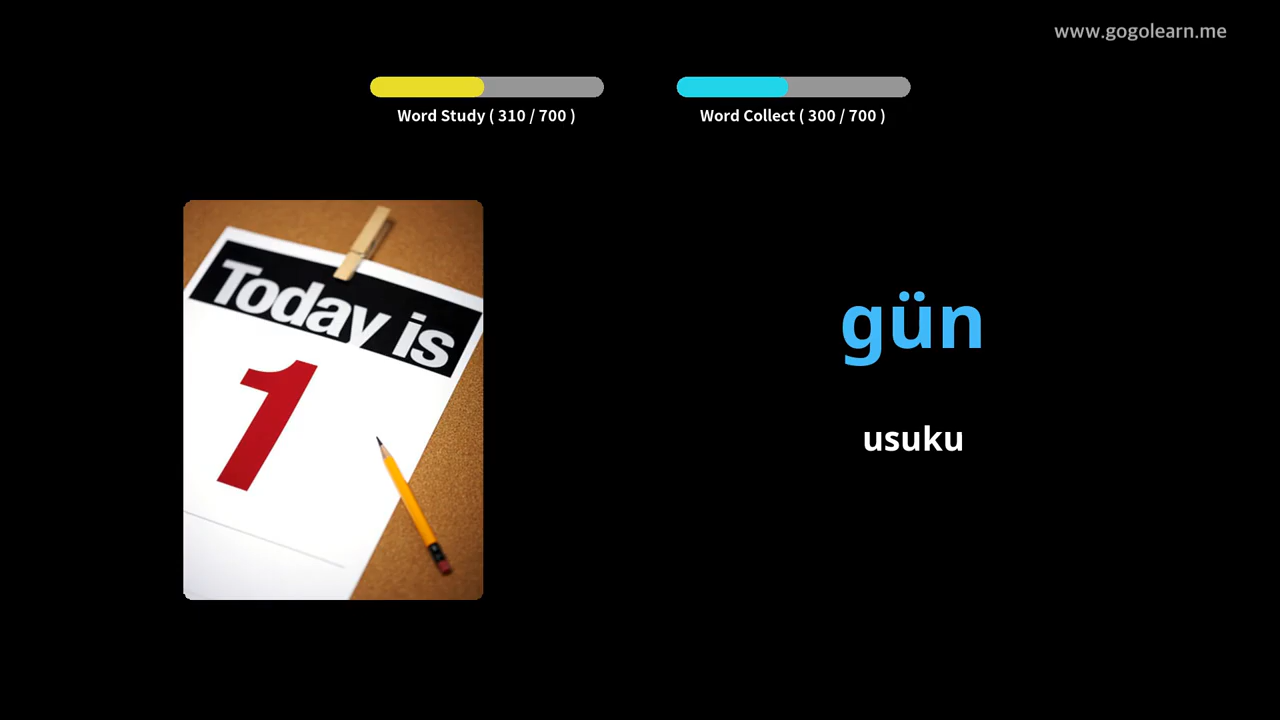 www.gogolearn.me
Word Study ( 310 / 700 )
Word Collect ( 300 / 700 )
Today is
1
gün
usuku